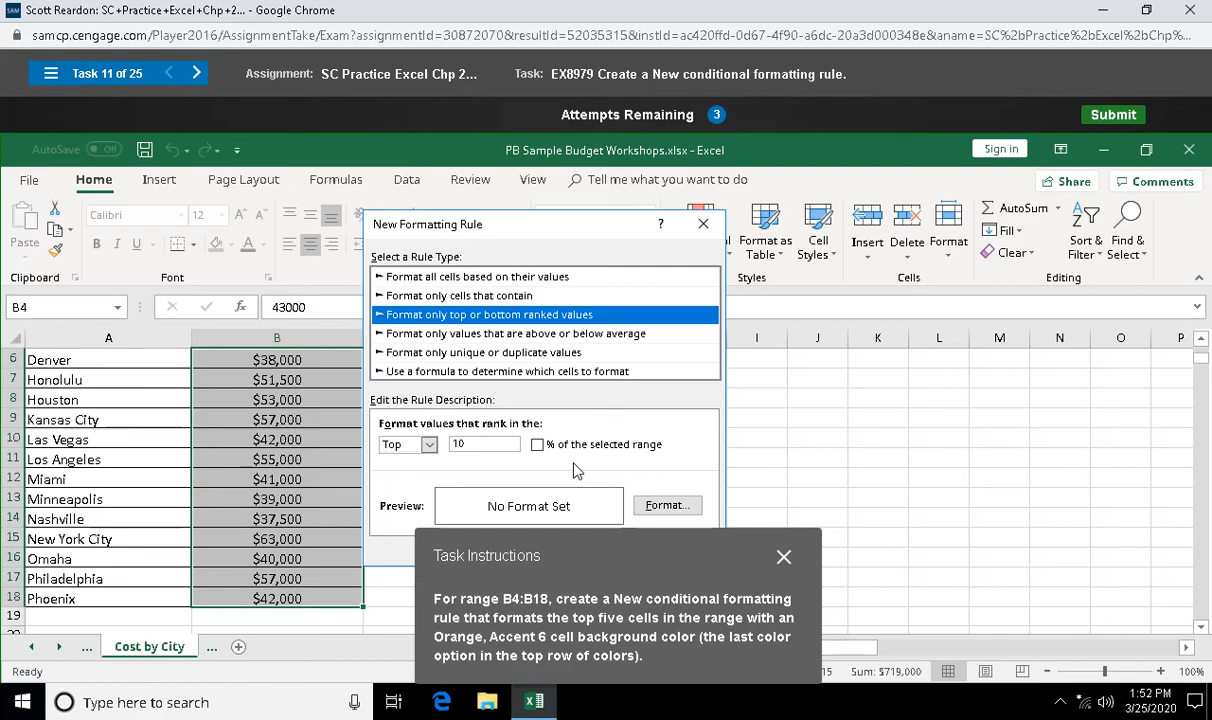 SAM Scott Reardon: SC+Practice+Excel+Chp+2... - Google Chrome
samcp.cengage.com/Player2016/AssignmentTake/Exam?assignmentId=30872070&resultId=52035315&instId=ac420ffd-0d67-4f90-a6dc-20a3d000348e&aname=SC%2bPractice%2bExcel%2bChp%...
Task 11 of 25 Assignment: SC Practice Excel Chp 2... Task: EX8979 Create a New conditional formatting rule.
Attempts Remaining 3 Submit
AutoSave Off PB Sample Budget Workshops.xlsx - Excel Sign in
File Home Insert Page Layout Formulas Data Review View Tell me what you want to do Share Comments
Calibri 12 AutoSum
Paste B I U Format as Table Cell Styles Insert Delete Format Fill Clear Sort & Filter Find & Select
Clipboard Font Styles Cells Editing
B4 fx 43000
New Formatting Rule ?
Select a Rule Type:
► Format all cells based on their values
► Format only cells that contain
► Format only top or bottom ranked values
► Format only values that are above or below average
► Format only unique or duplicate values
► Use a formula to determine which cells to format
Edit the Rule Description:
Format values that rank in the:
Top 10 % of the selected range
Preview: No Format Set Format...
A B I J K L M N O P
6 Denver $38,000
7 Honolulu $51,500
8 Houston $53,000
9 Kansas City $57,000
10 Las Vegas $42,000
11 Los Angeles $55,000
12 Miami $41,000
13 Minneapolis $39,000
14 Nashville $37,500
15 New York City $63,000
16 Omaha $40,000
17 Philadelphia $57,000
18 Phoenix $42,000
19
Task Instructions
For range B4:B18, create a New conditional formatting
rule that formats the top five cells in the range with an
Orange, Accent 6 cell background color (the last color
option in the top row of colors).
... Cost by City ...
Ready 15 Sum: $719,000 100%
Type here to search 1:52 PM
3/25/2020